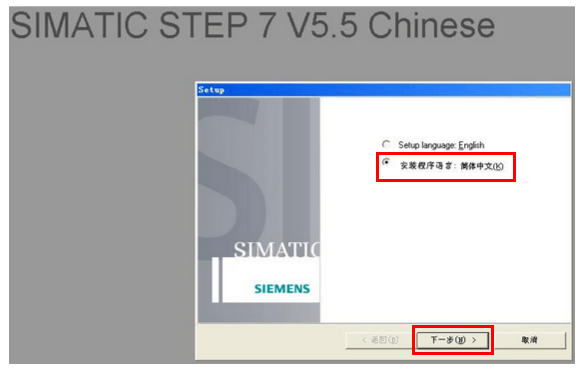 SIMATIC STEP 7 V5.5 Chinese
Setup
Setup language: English
安装程序语言: 简体中文(K)
SIMATIC
SIEMENS
< 返回(B)
下一步(N) >
取消